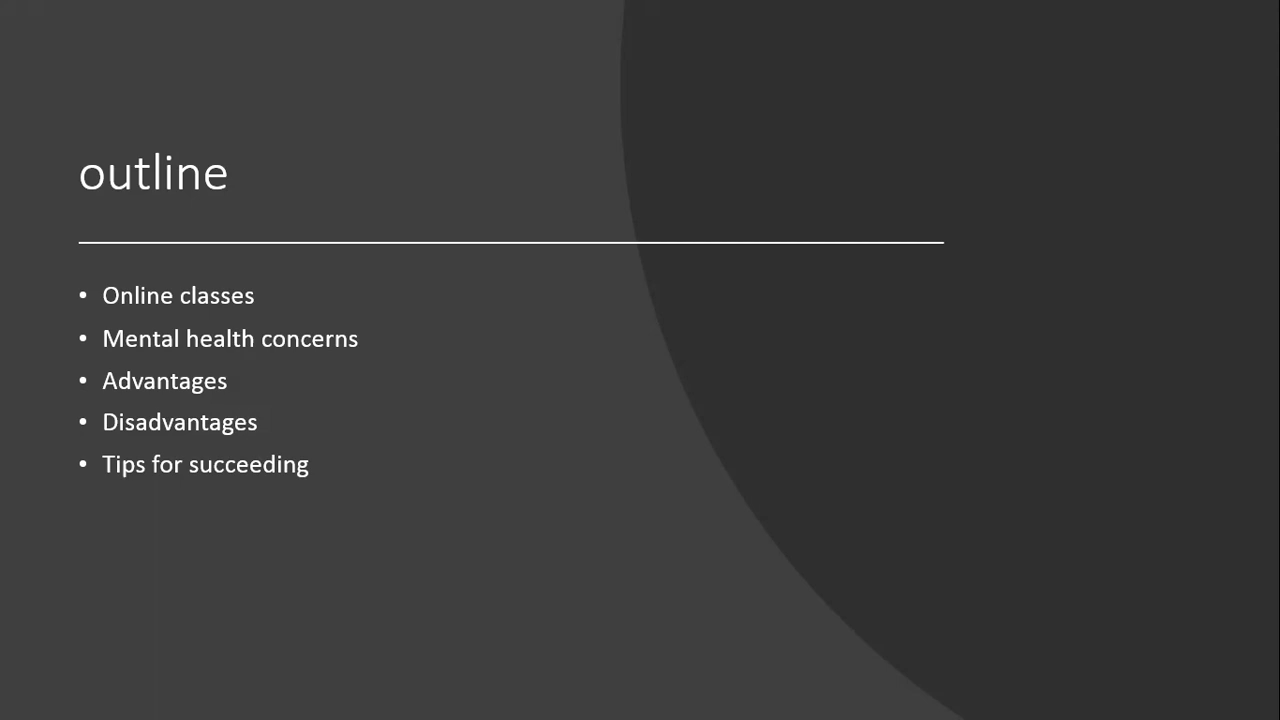 outline
• Online classes
• Mental health concerns
• Advantages
• Disadvantages
• Tips for succeeding